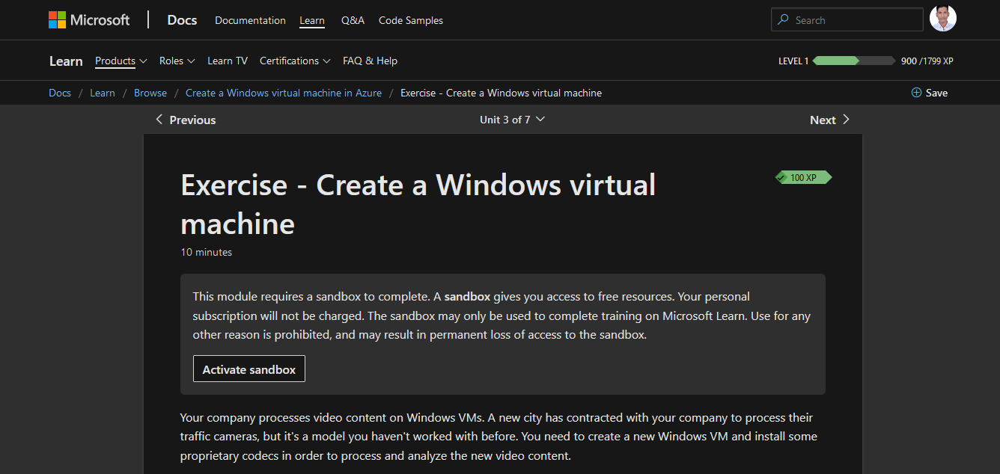 Microsoft Docs Documentation Learn Q&A Code Samples Search
Learn Products Roles Learn TV Certifications FAQ & Help LEVEL 1 900 /1799 XP
Docs / Learn / Browse / Create a Windows virtual machine in Azure / Exercise - Create a Windows virtual machine Save
Previous Unit 3 of 7 Next
Exercise - Create a Windows virtual
machine
100 XP
10 minutes
This module requires a sandbox to complete. A sandbox gives you access to free resources. Your personal
subscription will not be charged. The sandbox may only be used to complete training on Microsoft Learn. Use for any
other reason is prohibited, and may result in permanent loss of access to the sandbox.
Activate sandbox
Your company processes video content on Windows VMs. A new city has contracted with your company to process their
traffic cameras, but it's a model you haven't worked with before. You need to create a new Windows VM and install some
proprietary codecs in order to process and analyze the new video content.